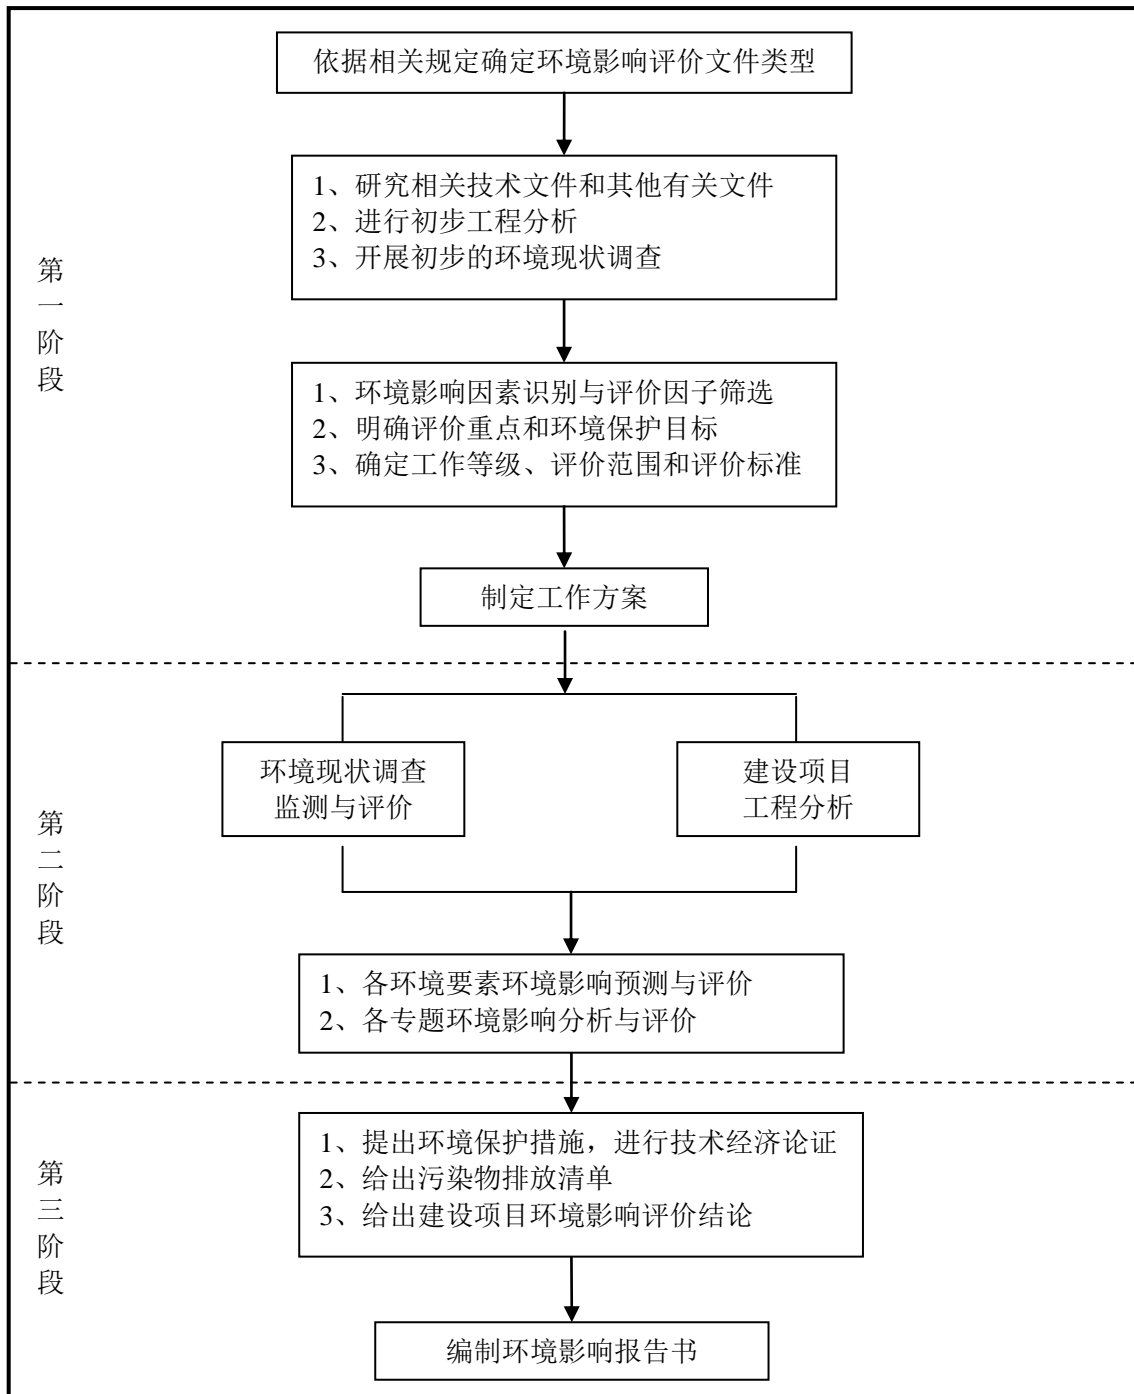 依据相关规定确定环境影响评价文件类型
1、研究相关技术文件和其他有关文件
2、进行初步工程分析
3、开展初步的环境现状调查
第一阶段
1、环境影响因素识别与评价因子筛选
2、明确评价重点和环境保护目标
3、确定工作等级、评价范围和评价标准
制定工作方案
第二阶段
环境现状调查
监测与评价
建设项目
工程分析
1、各环境要素环境影响预测与评价
2、各专题环境影响分析与评价
第三阶段
1、提出环境保护措施，进行技术经济论证
2、给出污染物排放清单
3、给出建设项目环境影响评价结论
编制环境影响报告书